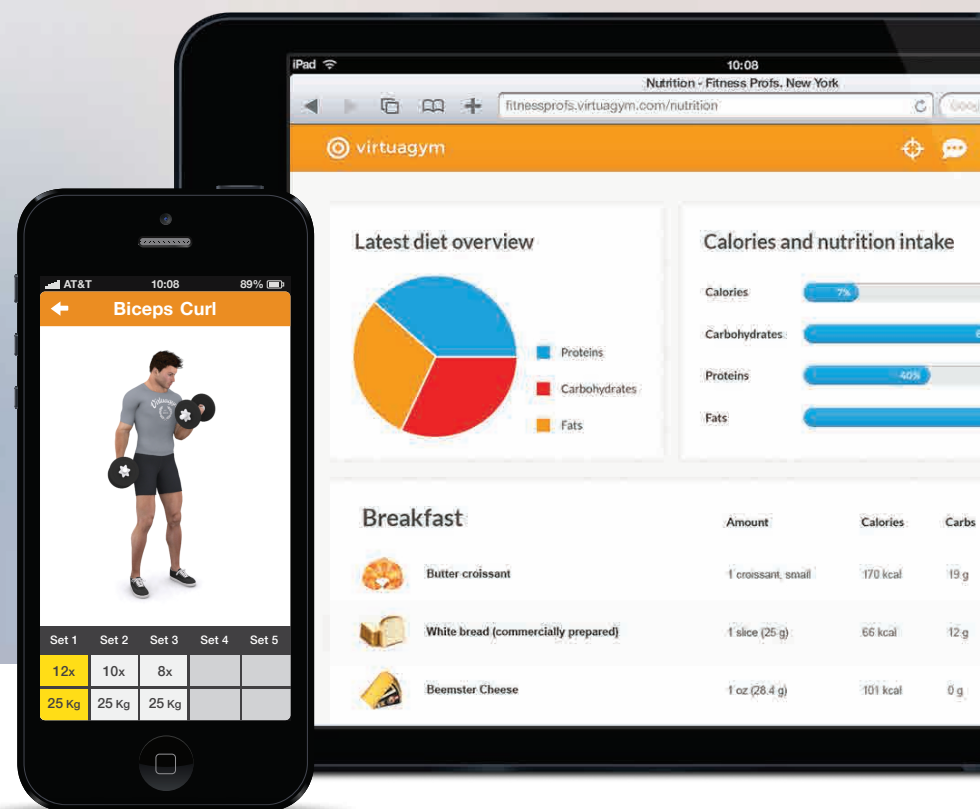 iPad
10:08
Nutrition - Fitness Profs. New York
fitnessprofs.virtuagym.com/nutrition
virtuagym
Latest diet overview
Proteins
Carbohydrates
Fats
Calories and nutrition intake
Calories 7%
Carbohydrates
Proteins 40%
Fats
Breakfast Amount Calories Carbs
Butter croissant 1 croissant, small 170 kcal 19 g
White bread (commercially prepared) 1 slice (25 g) 66 kcal 12 g
Beemster Cheese 1 oz (28.4 g) 101 kcal 0 g
AT&T 10:08 89%
Biceps Curl
Set 1 Set 2 Set 3 Set 4 Set 5
12x 10x 8x
25 Kg 25 Kg 25 Kg